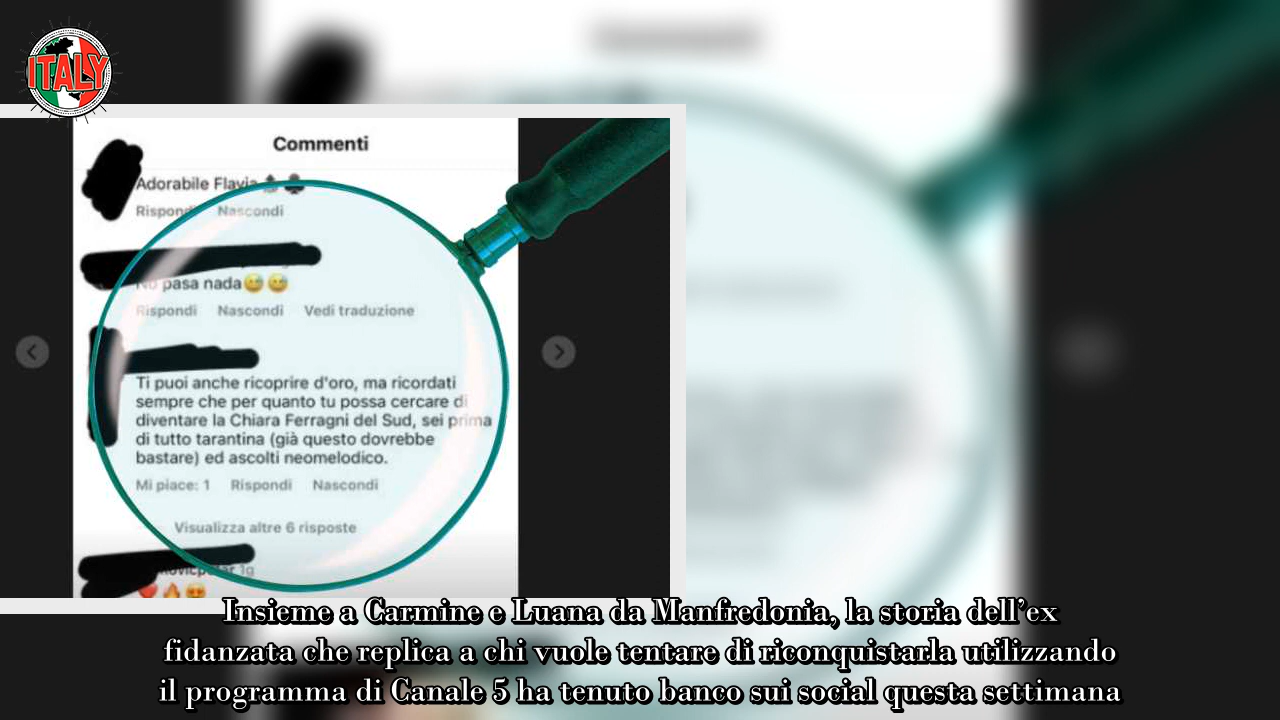 ITALY
Commenti
Adorabile Flavia
Rispondi Nascondi
No pasa nada😅😅
Rispondi Nascondi Vedi traduzione
Ti puoi anche ricoprire d'oro, ma ricordati
sempre che per quanto tu possa cercare di
diventare la Chiara Ferragni del Sud, sei prima
di tutto tarantina (già questo dovrebbe
bastare) ed ascolti neomelodico.
Mi piace: 1 Rispondi Nascondi
Visualizza altre 6 risposte
1g
Insieme a Carmine e Luana da Manfredonia, la storia dell'ex
fidanzata che replica a chi vuole tentare di riconquistarla utilizzando
il programma di Canale 5 ha tenuto banco sui social questa settimana